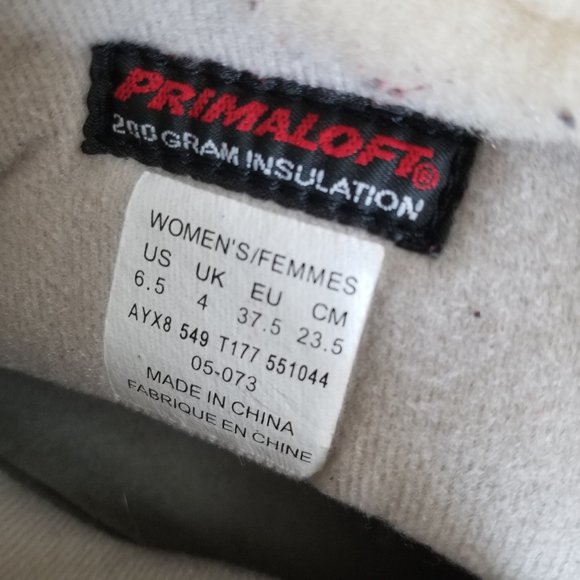 PRIMALOFT®
200 GRAM INSULATION
WOMEN'S/FEMMES
US UK EU CM
6.5 4 37.5 23.5
AYX8 549 T177 551044
05-073
MADE IN CHINA
FABRIQUE EN CHINE